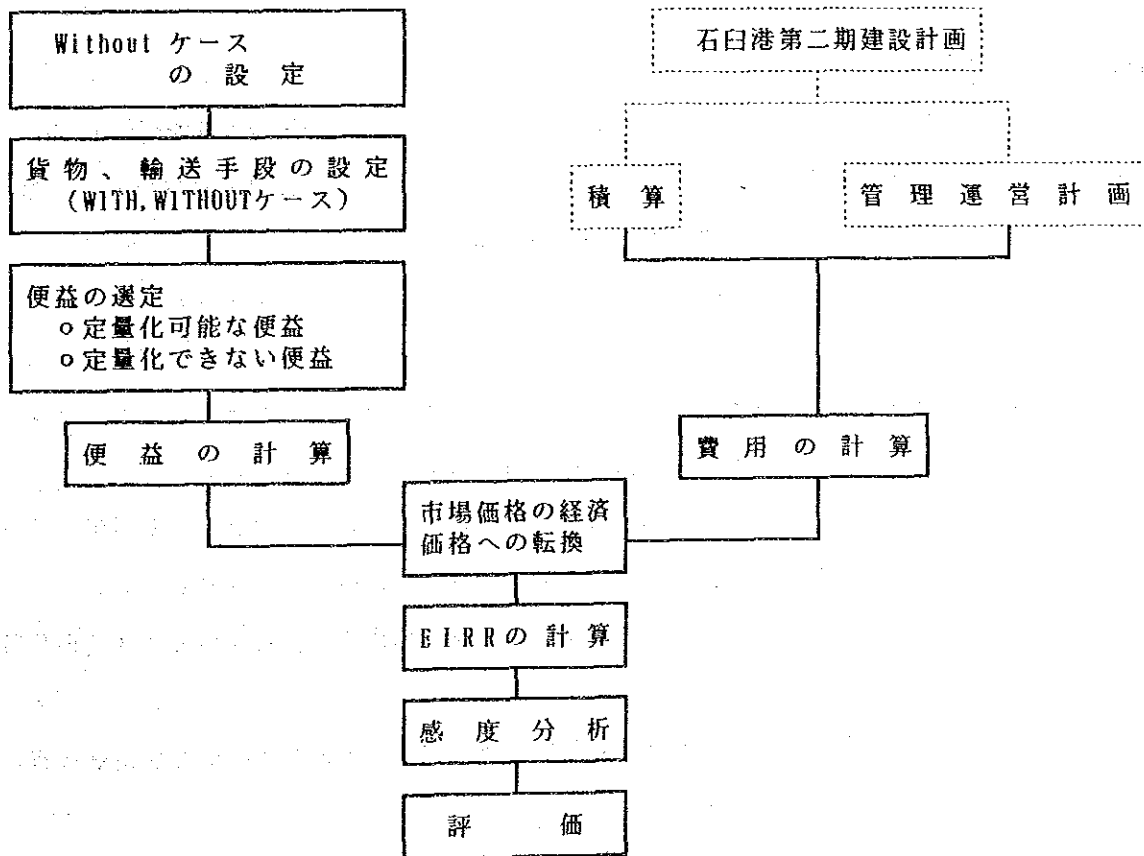 Without ケース
の 設 定
貨物、輸送手段の設定
(WITH,WITHOUTケース)
便益の選定
o 定量化可能な便益
o 定量化できない便益
便 益 の 計 算
石臼港第二期建設計画
積 算
管 理 運 営 計 画
費 用 の 計 算
市場価格の経済
価格への転換
EIRRの 計 算
感 度 分 析
評 価